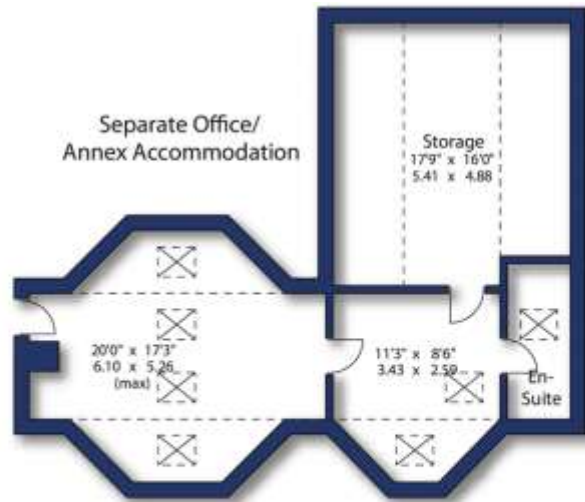 Separate Office/
Annex Accommodation
Storage
17'9" x 16'0"
5.41 x 4.88
20'0" x 17'3"
6.10 x 5.26
(max)
11'3" x 8'6"
3.43 x 2.59
En-
Suite